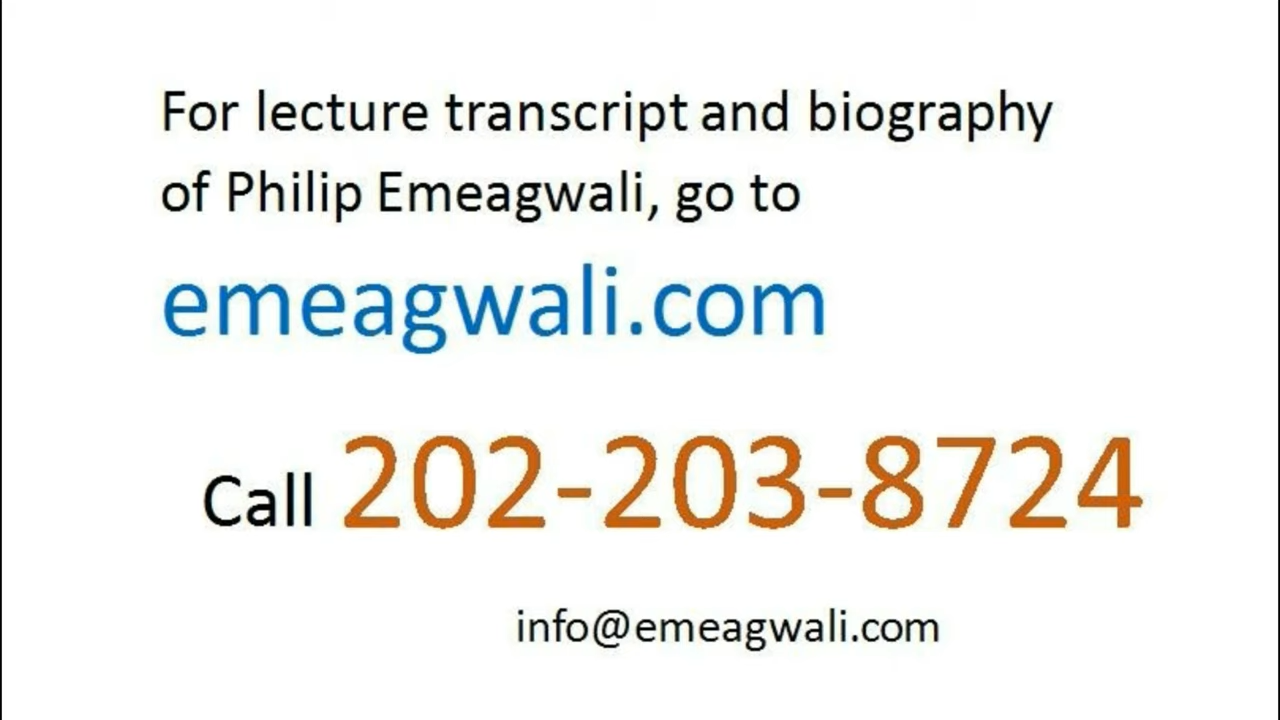 For lecture transcript and biography
of Philip Emeagwali, go to
emeagwali.com
Call 202-203-8724
info@emeagwali.com